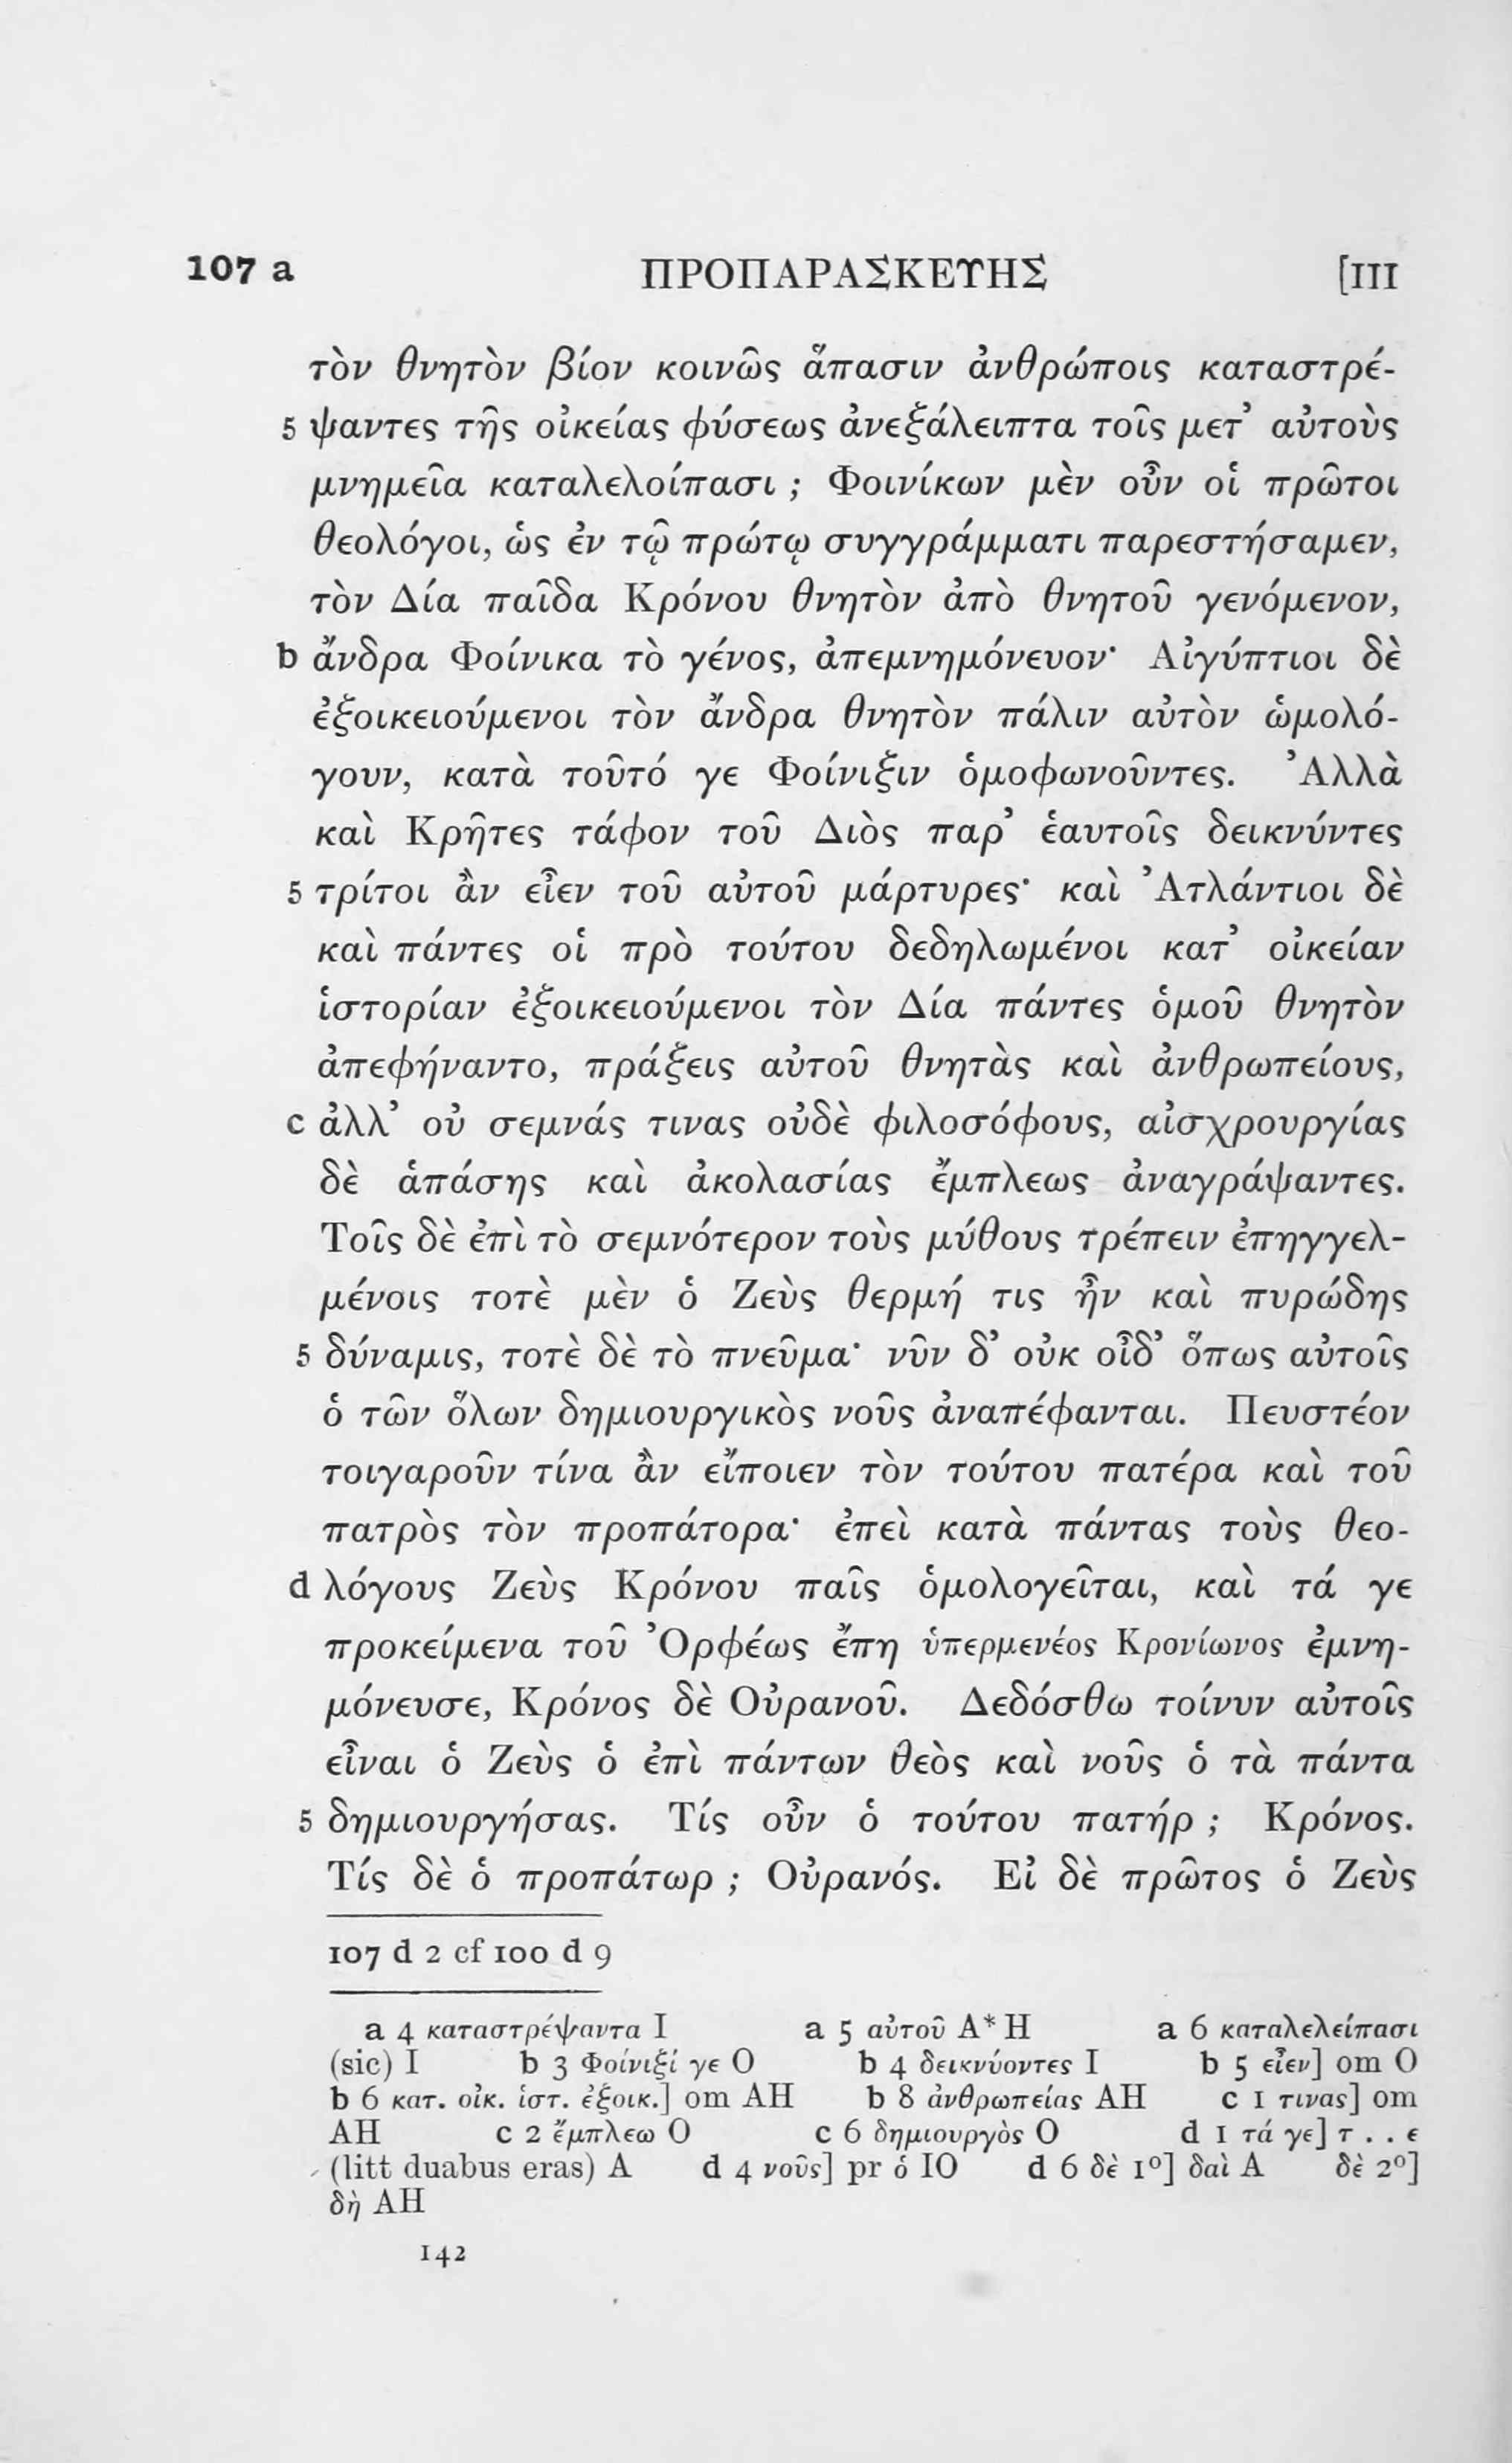 107 a ΠΡΟΠΑΡΑΣΚΕΥΗΣ [III
τὸν θνητὸν βίον κοινῶς ἅπασιν ἀνθρώποις καταστρέ-
5 ψαντες τῆς οἰκείας φύσεως ἀνεξάλειπτα τοῖς μετ’ αὐτοὺς
μνημεῖα καταλελοίπασι ; Φοινίκων μὲν οὖν οἱ πρῶτοι
θεολόγοι, ὡς ἐν τῷ πρώτῳ συγγράμματι παρεστήσαμεν,
τὸν Δία παῖδα Κρόνου θνητὸν ἀπὸ θνητοῦ γενόμενον,
b ἄνδρα Φοίνικα τὸ γένος, ἀπεμνημόνευον· Αἰγύπτιοι δὲ
ἐξοικειούμενοι τὸν ἄνδρα θνητὸν πάλιν αὐτὸν ὡμολό-
γουν, κατὰ τοῦτό γε Φοίνιξιν ὁμοφωνοῦντες. Ἀλλὰ
καὶ Κρῆτες τάφον τοῦ Διὸς παρ’ ἑαυτοῖς δεικνύντες
5 τρίτοι ἂν εἶεν τοῦ αὐτοῦ μάρτυρες· καὶ Ἀτλάντιοι δὲ
καὶ πάντες οἱ πρὸ τούτου δεδηλωμένοι κατ’ οἰκείαν
ἱστορίαν ἐξοικειούμενοι τὸν Δία πάντες ὁμοῦ θνητὸν
ἀπεφήναντο, πράξεις αὐτοῦ θνητὰς καὶ ἀνθρωπείους,
c ἀλλ’ οὐ σεμνάς τινας οὐδὲ φιλοσόφους, αἰσχρουργίας
δὲ ἁπάσης καὶ ἀκολασίας ἔμπλεως ἀναγράψαντες.
Τοῖς δὲ ἐπὶ τὸ σεμνότερον τοὺς μύθους τρέπειν ἐπηγγελ-
μένοις τοτὲ μὲν ὁ Ζεὺς θερμή τις ἦν καὶ πυρώδης
5 δύναμις, τοτὲ δὲ τὸ πνεῦμα· νῦν δ’ οὐκ οἶδ’ ὅπως αὐτοῖς
ὁ τῶν ὅλων δημιουργικὸς νοῦς ἀναπέφανται. Πευστέον
τοιγαροῦν τίνα ἂν εἴποιεν τὸν τούτου πατέρα καὶ τοῦ
πατρὸς τὸν προπάτορα· ἐπεὶ κατὰ πάντας τοὺς θεο-
d λόγους Ζεὺς Κρόνου παῖς ὁμολογεῖται, καὶ τά γε
προκείμενα τοῦ Ὀρφέως ἔπη ὑπερμενέος Κρονίωνος ἐμνη-
μόνευσε, Κρόνος δὲ Οὐρανοῦ. Δεδόσθω τοίνυν αὐτοῖς
εἶναι ὁ Ζεὺς ὁ ἐπὶ πάντων θεὸς καὶ νοῦς ὁ τὰ πάντα
5 δημιουργήσας. Τίς οὖν ὁ τούτου πατήρ ; Κρόνος.
Τίς δὲ ὁ προπάτωρ ; Οὐρανός. Εἰ δὲ πρῶτος ὁ Ζεὺς
107 d 2 cf 100 d 9
a 4 καταστρέψαντα I a 5 αὐτοῦ A* H a 6 καταλελείπασι
(sic) I b 3 Φοίνιξί γε O b 4 δεικνύοντες I b 5 εἶεν] om O
b 6 κατ. οἰκ. ἱστ. ἐξοικ.] om AH b 8 ἀνθρωπείας AH c 1 τινας] om
AH c 2 ἔμπλεω O c 6 δημιουργὸς O d 1 τά γε] τ . . ε
(litt duabus eras) A d 4 νοῦς] pr ὁ IO d 6 δὲ 1º] δαὶ A δὲ 2º]
δὴ AH
142